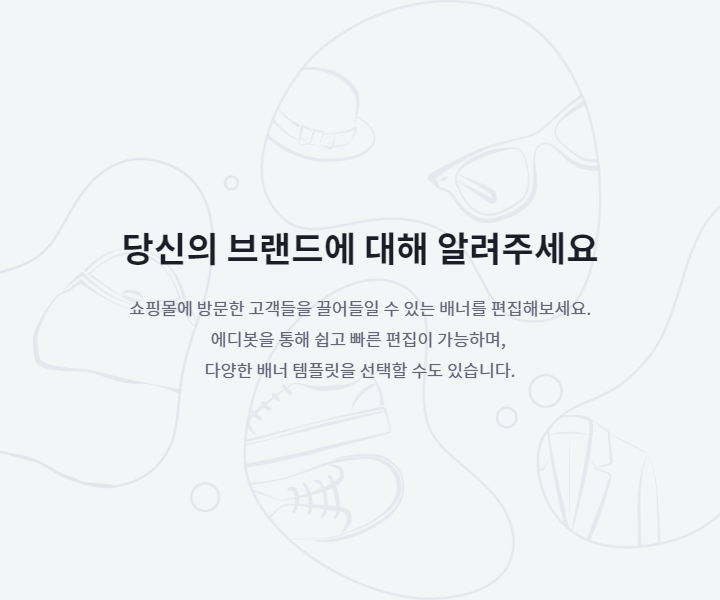 당신의 브랜드에 대해 알려주세요
쇼핑몰에 방문한 고객들을 끌어들일 수 있는 배너를 편집해보세요.
에디봇을 통해 쉽고 빠른 편집이 가능하며,
다양한 배너 템플릿을 선택할 수도 있습니다.